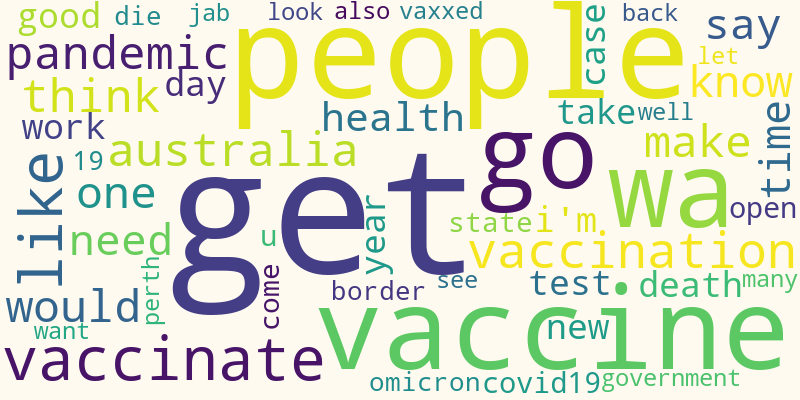 good die jab look also vaxxed back say
pandemic people case let
think day know
work health take well time
19 australia go make
like one get wa open
need u year state i'm
vaccination
would perth come border see test death many
want vaccine new
vaccinate omicron covid19 government